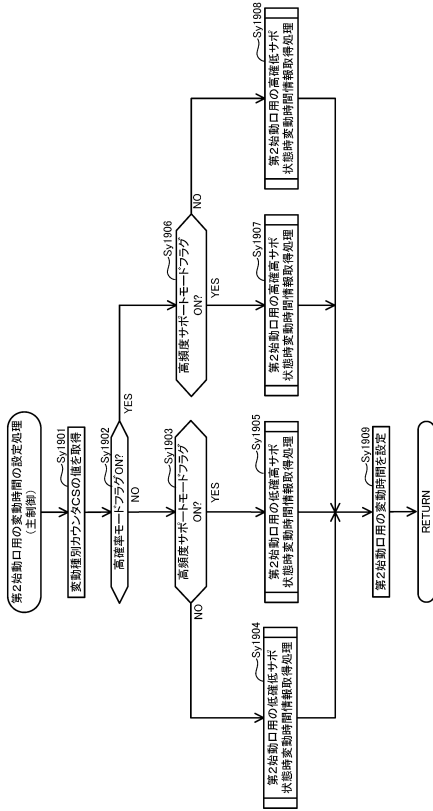 第2始動口用の変動時間の設定処理
(主制御)
Sy1901
変動種別カウンタCSの値を取得
Sy1902
高確率モードフラグON?
YES
NO
Sy1903
高頻度サポートモードフラグ
ON?
NO
YES
Sy1906
高頻度サポートモードフラグ
ON?
NO
YES
Sy1904
第2始動口用の低確低サポ
状態時変動時間情報取得処理
Sy1905
第2始動口用の低確高サポ
状態時変動時間情報取得処理
Sy1907
第2始動口用の高確高サポ
状態時変動時間情報取得処理
Sy1908
第2始動口用の高確低サポ
状態時変動時間情報取得処理
Sy1909
第2始動口用の変動時間を設定
RETURN